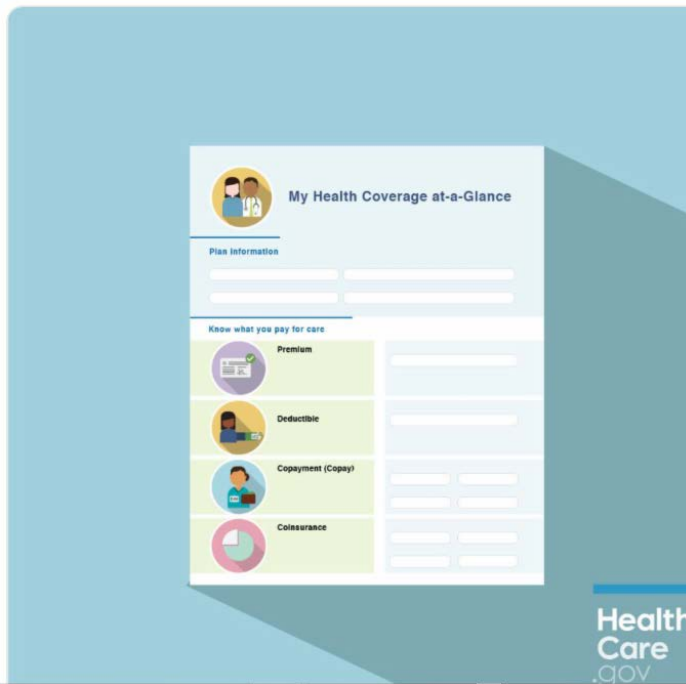 My Health Coverage at-a-Glance
Plan Information
Know what you pay for care
Premium
Deductible
Copayment (Copay)
Coinsurance
Health
Care
.gov